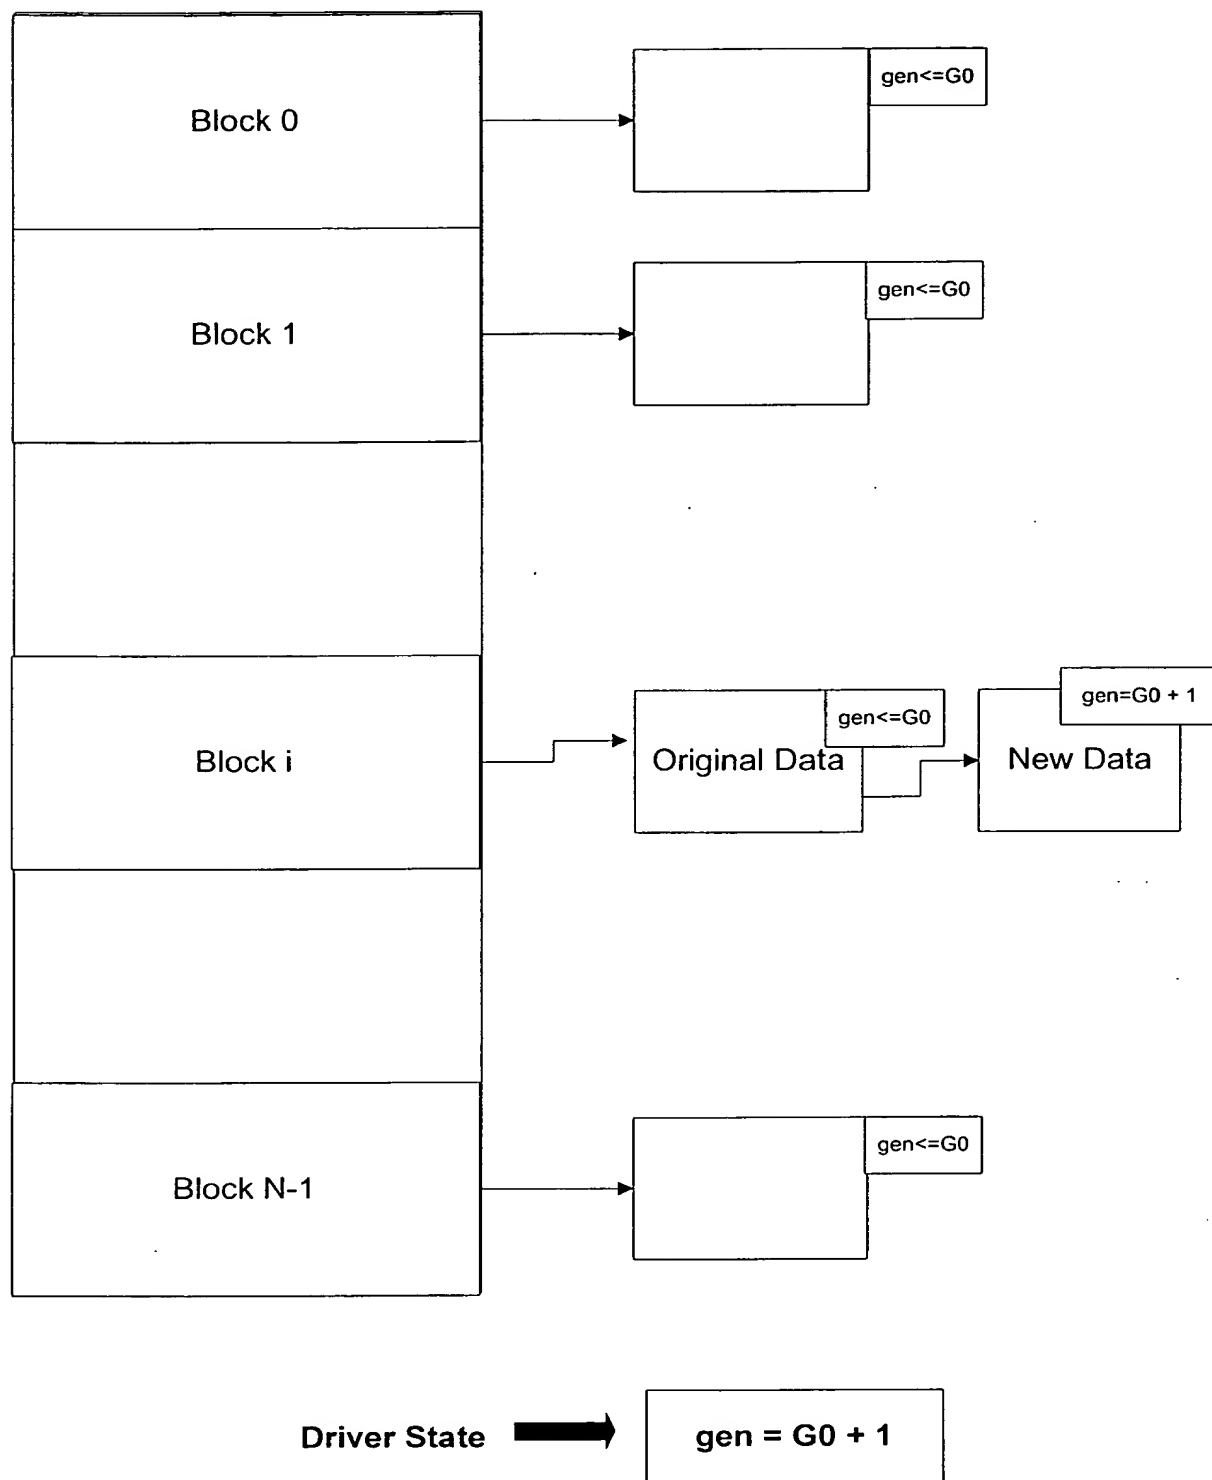 gen<=G0
Block 0
gen<=G0
Block 1
gen=G0 + 1
gen<=G0
Block i
Original Data
New Data
gen<=G0
Block N-1
Driver State
gen = G0 + 1